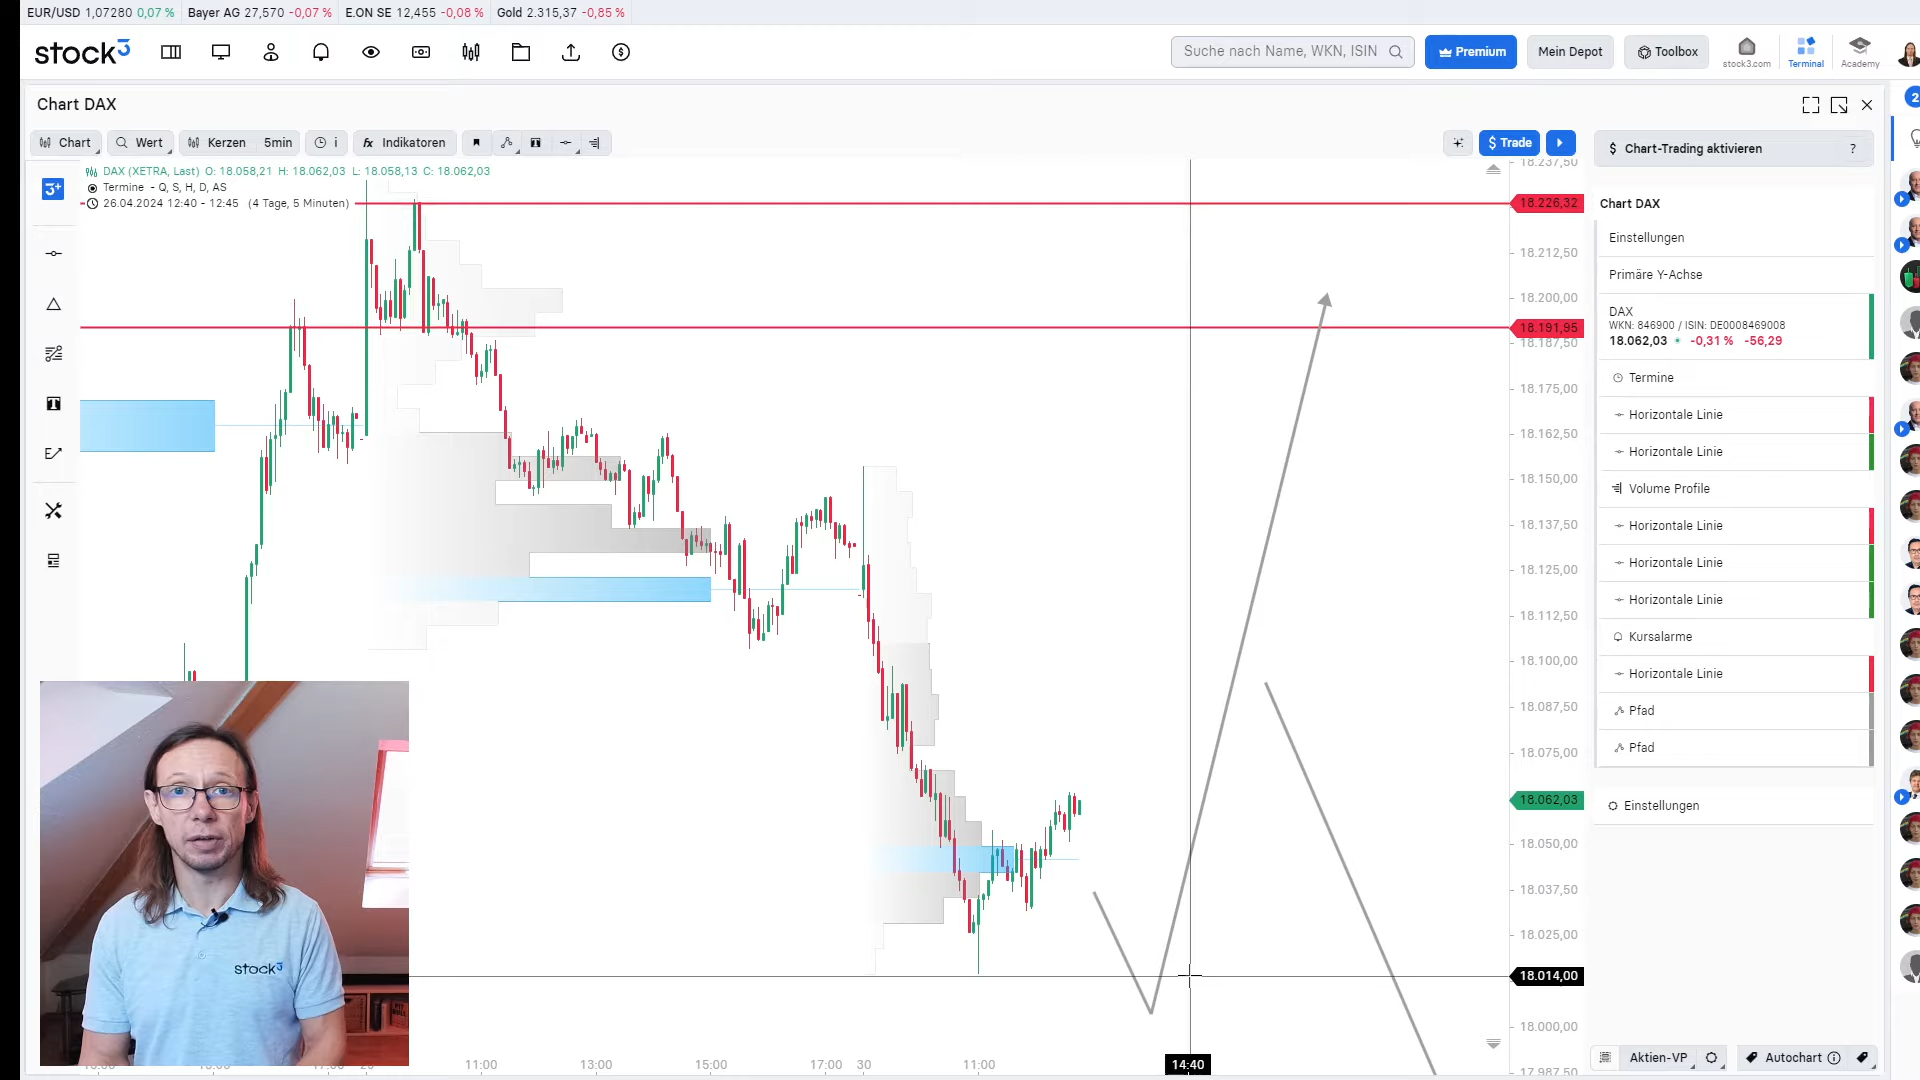 EUR/USD 1,07280 0,07 % Bayer AG 27,570 -0,07 % E.ON SE 12,455 -0,08 % Gold 2.315,37 -0,85 %
stock3
Suche nach Name, WKN, ISIN
Premium
Mein Depot
Toolbox
stock3.com
Terminal
Academy
Chart DAX
Chart
Wert
Kerzen 5min
i
fx Indikatoren
$ Trade
$ Chart-Trading aktivieren ?
2
3+
DAX (XETRA, Last) O: 18.058,21 H: 18.062,03 L: 18.058,13 C: 18.062,03
Termine - Q, S, H, D, AS
26.04.2024 12:40 - 12:45 (4 Tage, 5 Minuten)
18.237,50
18.226,32
18.212,50
18.200,00
18.191,95
18.187,50
18.175,00
18.162,50
18.150,00
18.137,50
18.125,00
18.112,50
18.100,00
18.087,50
18.075,00
18.062,03
18.050,00
18.037,50
18.025,00
18.014,00
18.000,00
17.987,50
Chart DAX
Einstellungen
Primäre Y-Achse
DAX
WKN: 846900 / ISIN: DE0008469008
18.062,03 -0,31 % -56,29
Termine
Horizontale Linie
Horizontale Linie
Volume Profile
Horizontale Linie
Horizontale Linie
Horizontale Linie
Kursalarme
Horizontale Linie
Pfad
Pfad
Einstellungen
stock3
11:00
13:00
15:00
17:00
30
11:00
14:40
Aktien-VP
Autochart